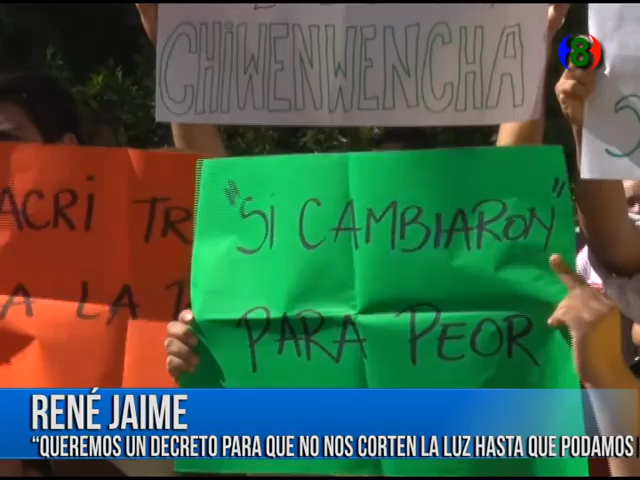 CHIWENWENCHA
8
ACRI TR
A LA
"SI CAMBIARON"
PARA PEOR
RENÉ JAIME
“QUEREMOS UN DECRETO PARA QUE NO NOS CORTEN LA LUZ HASTA QUE PODAMOS